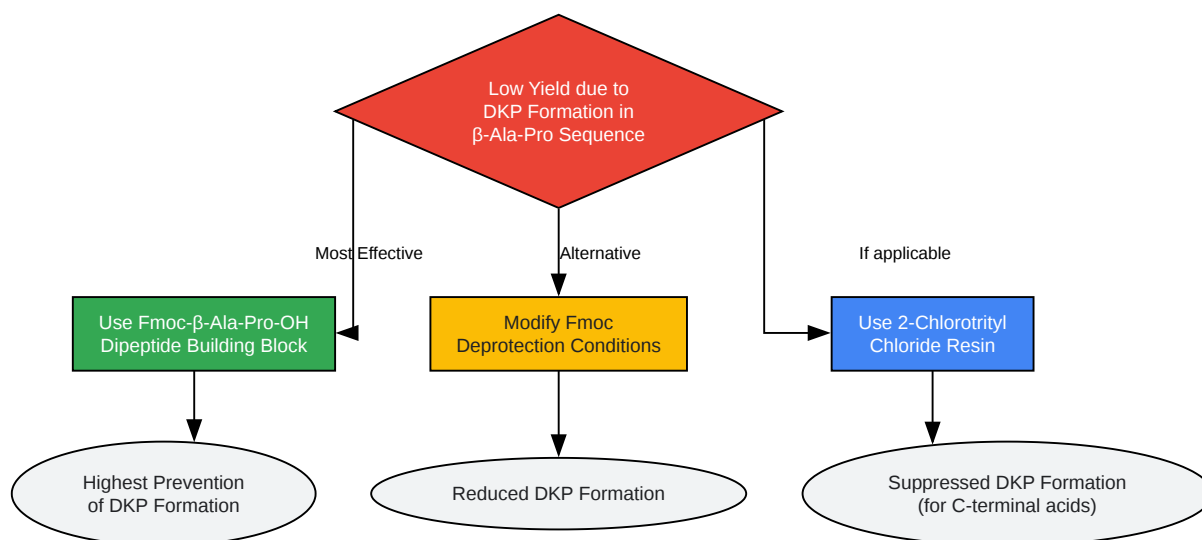 Low Yield due to
DKP Formation in
β-Ala-Pro Sequence
Most Effective
Alternative
If applicable
Use Fmoc-β-Ala-Pro-OH
Dipeptide Building Block
Modify Fmoc
Deprotection Conditions
Use 2-Chlorotrityl
Chloride Resin
Highest Prevention
of DKP Formation
Reduced DKP Formation
Suppressed DKP Formation
(for C-terminal acids)